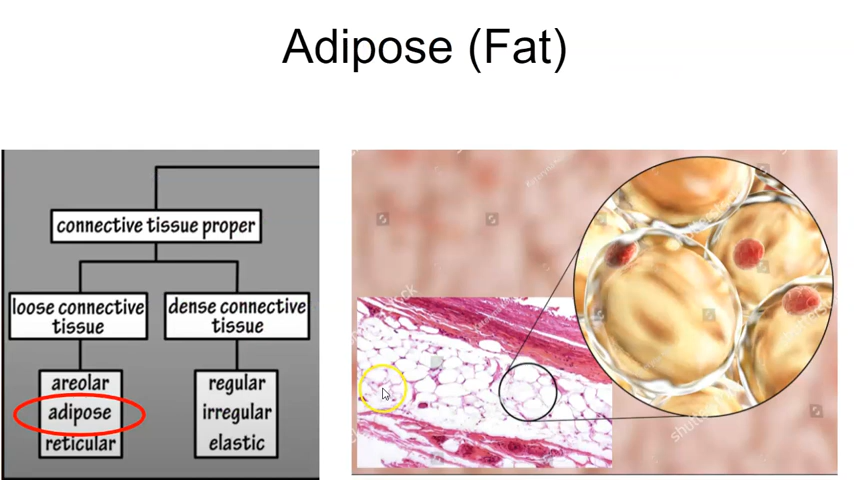 Adipose (Fat)
connective tissue proper
loose connective
tissue
dense connective
tissue
areolar
adipose
reticular
regular
irregular
elastic